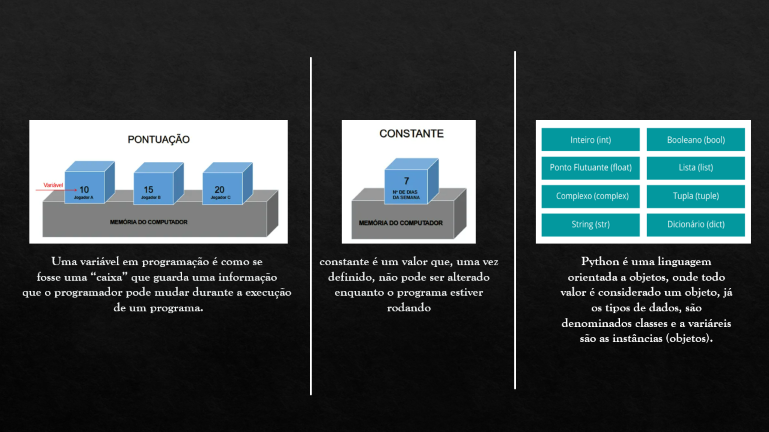 PONTUAÇÃO
Variável
10
Jogador A
15
Jogador B
20
Jogador C
MEMÓRIA DO COMPUTADOR
Uma variável em programação é como se
fosse uma “caixa” que guarda uma informação
que o programador pode mudar durante a execução
de um programa.
CONSTANTE
7
Nº DE DIAS
DA SEMANA
MEMÓRIA DO COMPUTADOR
constante é um valor que, uma vez
definido, não pode ser alterado
enquanto o programa estiver
rodando
Inteiro (int)
Booleano (bool)
Ponto Flutuante (float)
Lista (list)
Complexo (complex)
Tupla (tuple)
String (str)
Dicionário (dict)
Python é uma linguagem
orientada a objetos, onde todo
valor é considerado um objeto, já
os tipos de dados, são
denominados classes e a variáreis
são as instâncias (objetos).